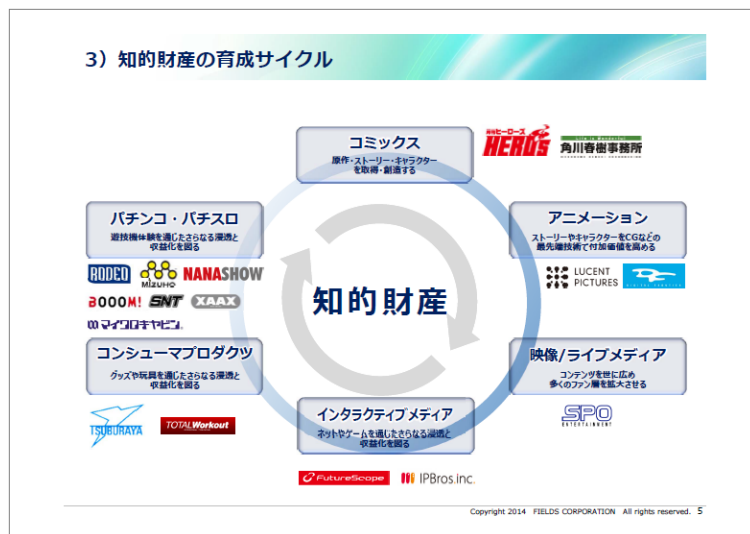 3）知的財産の育成サイクル
コミックス
原作・ストーリー・キャラクター
を取得・創造する
月刊ヒーローズ
HERO'S
角川春樹事務所
パチンコ・パチスロ
遊技機体験を通じたさらなる浸透と
収益化を図る
アニメーション
ストーリーやキャラクターをCGなどの
最先端技術で付加価値を高める
RODEO
MIZUHO
NANASHOW
BOOOM!
SNT
XAAX
マイクロキャビン
LUCENT
PICTURES
DIGITAL FRONTIER
知的財産
コンシューマプロダクツ
グッズや玩具を通じたさらなる浸透と
収益化を図る
映像/ライブメディア
コンテンツを世に広め
多くのファン層を拡大させる
TSUBURAYA
TOTAL Workout
SPO
ENTERTAINMENT
インタラクティブメディア
ネットやゲームを通じたさらなる浸透と
収益化を図る
FutureScope
IPBros.inc.
Copyright 2014 FIELDS CORPORATION All rights reserved. 5